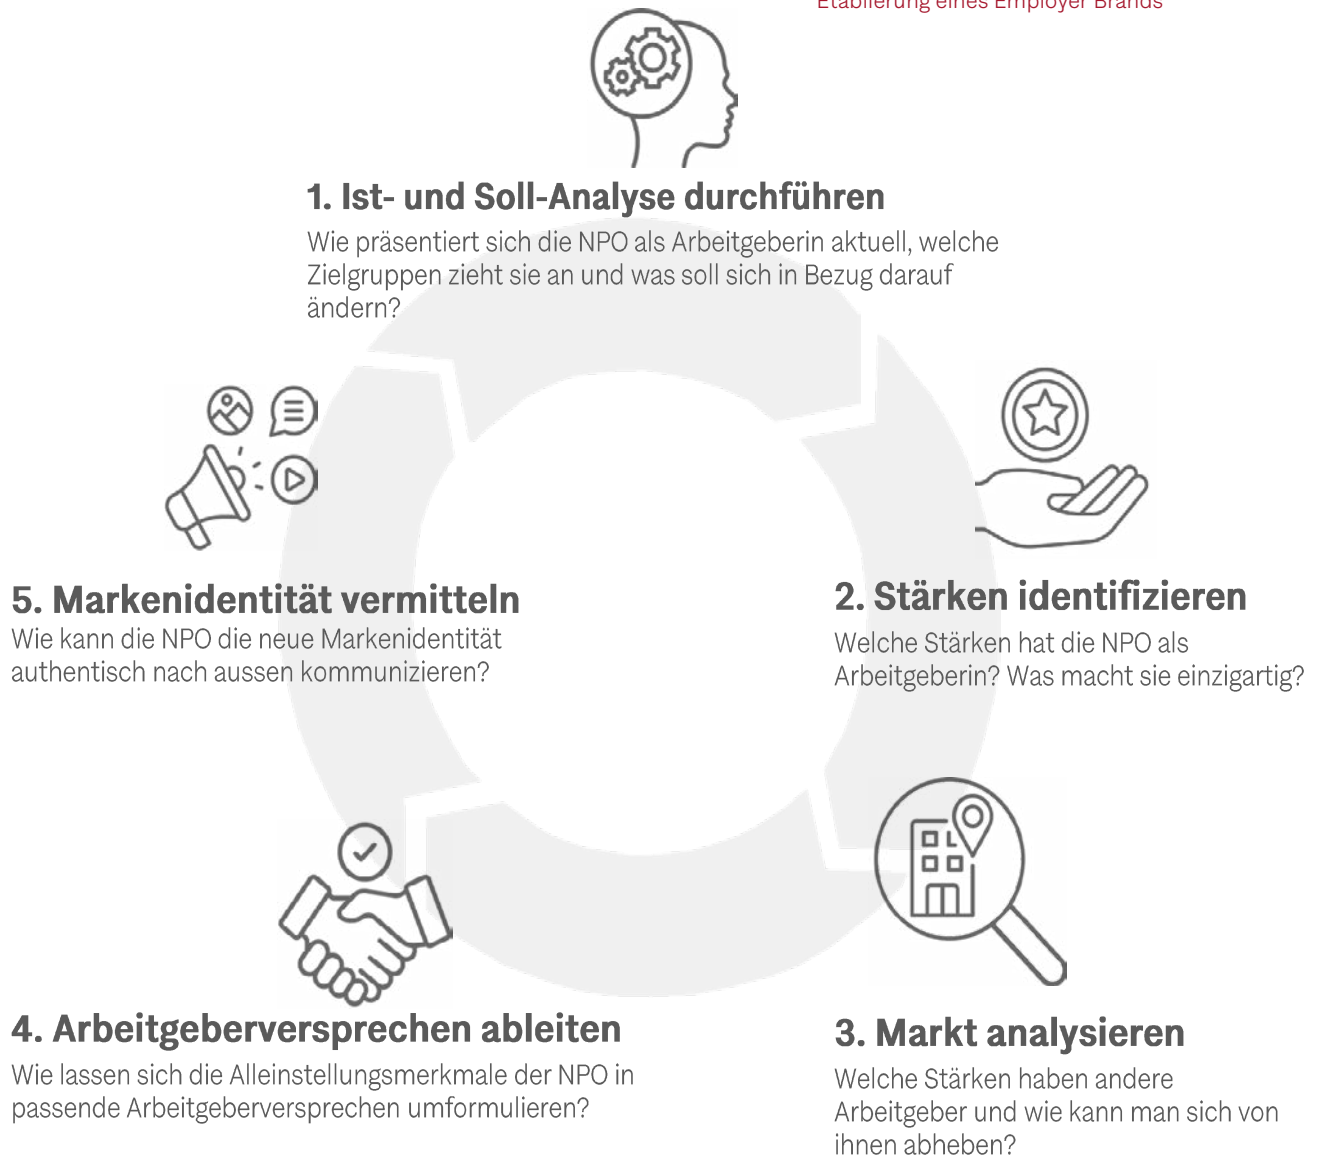 Etablierung eines Employer Brands
1. Ist- und Soll-Analyse durchführen
Wie präsentiert sich die NPO als Arbeitgeberin aktuell, welche
Zielgruppen zieht sie an und was soll sich in Bezug darauf
ändern?
2. Stärken identifizieren
Welche Stärken hat die NPO als
Arbeitgeberin? Was macht sie einzigartig?
3. Markt analysieren
Welche Stärken haben andere
Arbeitgeber und wie kann man sich von
ihnen abheben?
4. Arbeitgeberversprechen ableiten
Wie lassen sich die Alleinstellungsmerkmale der NPO in
passende Arbeitgeberversprechen umformulieren?
5. Markenidentität vermitteln
Wie kann die NPO die neue Markenidentität
authentisch nach aussen kommunizieren?